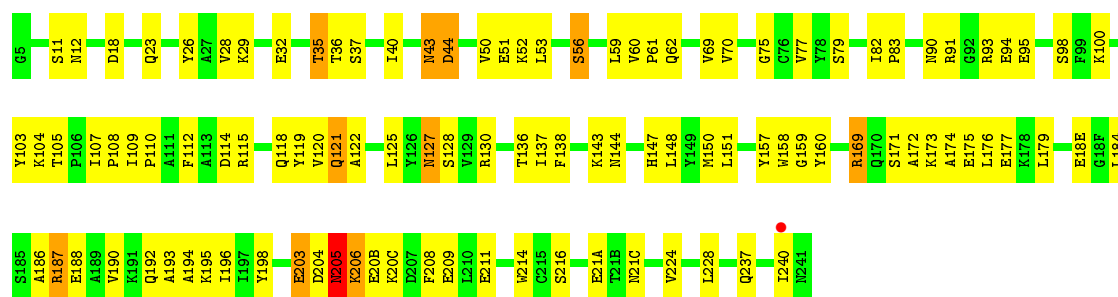 G5 S11 N12 D18 Q23 Y26 A27 V28 K29 E32 T35 T36 S37 I40 N43 D44 V50 E51 K52 L53 S56 L59 V60 P61 Q62 V69 V70 G75 C76 V77 Y78 S79 I82 P83 N90 R91 G92 R93 E94 E95 S98 F99 K100
Y103 K104 T105 P106 I107 P108 I109 P110 A111 F112 A113 D114 R115 Q118 Y119 V120 Q121 A122 L125 Y126 N127 S128 V129 R130 T136 I137 F138 K143 N144 H147 L148 Y149 M150 L151 Y157 W158 G159 Y160 R169 Q170 S171 A172 K173 A174 E175 L176 E177 K178 L179 E18E G18F L184
S185 A186 R187 E188 A189 V190 K191 Q192 A193 A194 K195 I196 I197 Y198 E203 D204 N205 K206 E20B K20C D207 F208 E209 L210 E211 W214 C215 S216 E21A T21B N21C V224 L228 Q237 I240 N241